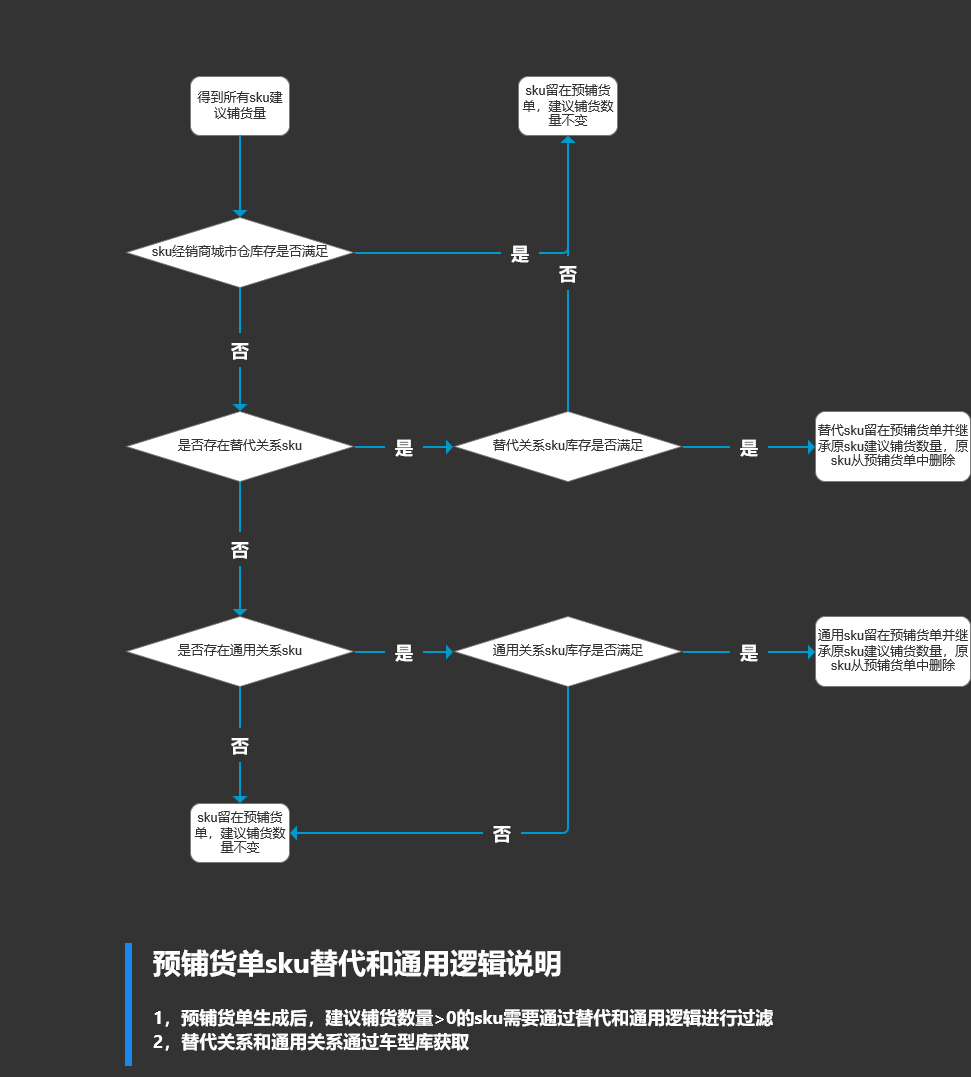 得到所有sku建
议铺货量
sku留在预铺货
单，建议铺货数
量不变
sku经销商城市仓库存是否满足
是
否
否
是否存在替代关系sku
是
替代关系sku库存是否满足
是
替代sku留在预铺货单并继
承原sku建议铺货数量，原
sku从预铺货单中删除
否
是否存在通用关系sku
是
通用关系sku库存是否满足
是
通用sku留在预铺货单并继
承原sku建议铺货数量，原
sku从预铺货单中删除
否
sku留在预铺货
单，建议铺货数
量不变
否
预铺货单sku替代和通用逻辑说明
1，预铺货单生成后，建议铺货数量>0的sku需要通过替代和通用逻辑进行过滤
2，替代关系和通用关系通过车型库获取